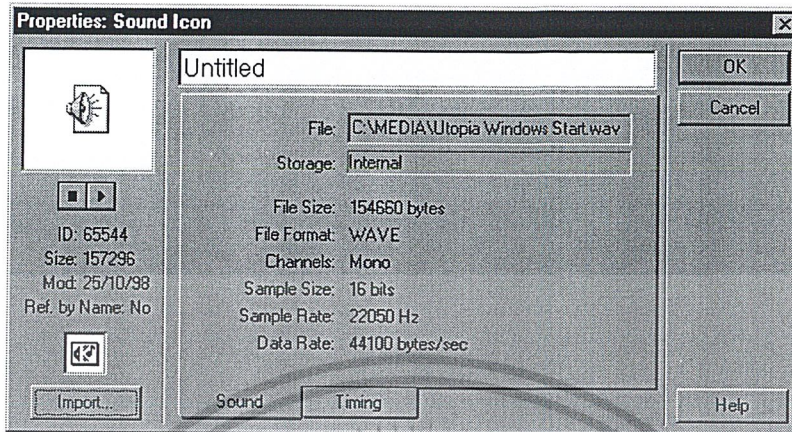 Properties: Sound Icon
Untitled
OK
Cancel
File: C:\MEDIA\Utopia Windows Start.wav
Storage: Internal
File Size: 154660 bytes
File Format: WAVE
Channels: Mono
Sample Size: 16 bits
Sample Rate: 22050 Hz
Data Rate: 44100 bytes/sec
ID: 65544
Size: 157296
Mod: 25/10/98
Ref. by Name: No
Import...
Sound
Timing
Help